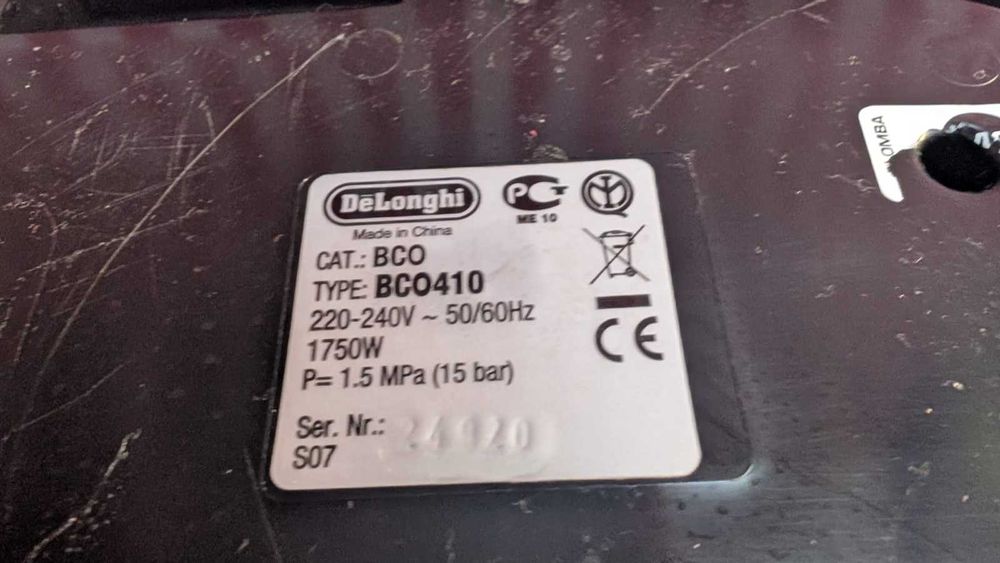 DeLonghi
Made in China
ME 10
CAT.: BCO
TYPE: BCO410
220-240V ~ 50/60Hz
1750W
P= 1.5 MPa (15 bar)
Ser. Nr.:
S07
CE